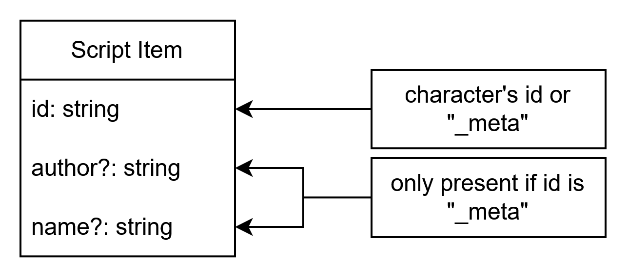 Script Item
id: string
author?: string
name?: string
character's id or
"_meta"
only present if id is
"_meta"